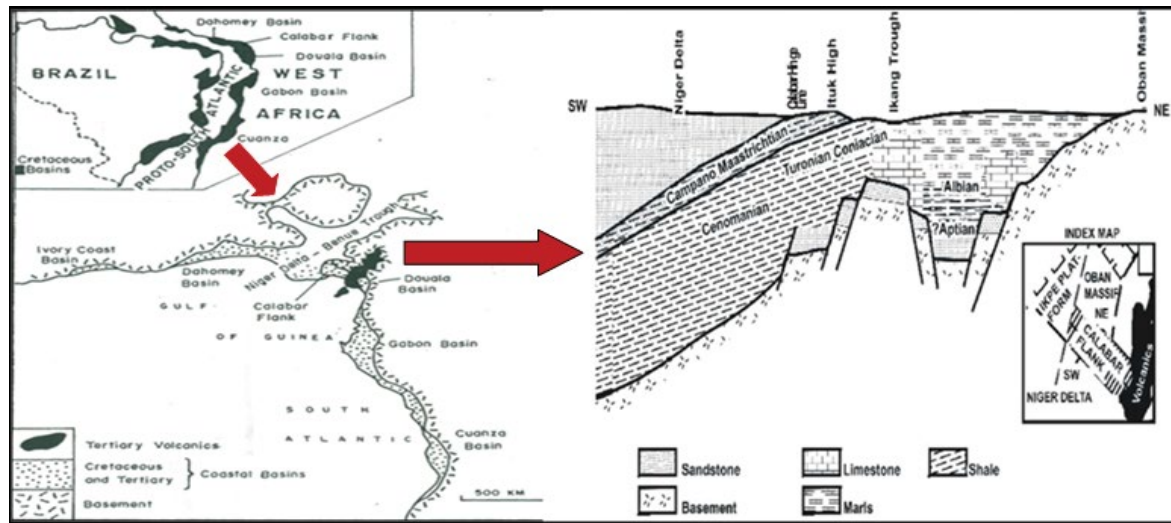 Dahomey Basin
Calabar Flank
Douala Basin
BRAZIL
WEST
Gabon Basin
AFRICA
PROTO-SOUTH ATLANTIC
Cuanza
Cretaceous
Basins
Ivory Coast
Basin
Dahomey
Basin
Niger Delta - Benue Trough
Douala
Basin
Calabar
Flank
GULF
OF GUINEA
Gabon Basin
SOUTH
ATLANTIC
Cuanza
Basin
Tertiary Volcanics
Cretaceous
and Tertiary
Coastal Basins
Basement
500 KM
SW
Niger Delta
Line
Ituk High
Ikang Trough
Oban Massif
NE
Campano Maastrichtian
Turonian Coniacian
Cenomanian
Albian
?Aptian
INDEX MAP
IKPE PLAT-
FORM
OBAN
MASSIF
NE
CALABAR
FLANK
SW
NIGER DELTA
Volcanics
Sandstone
Limestone
Shale
Basement
Marls